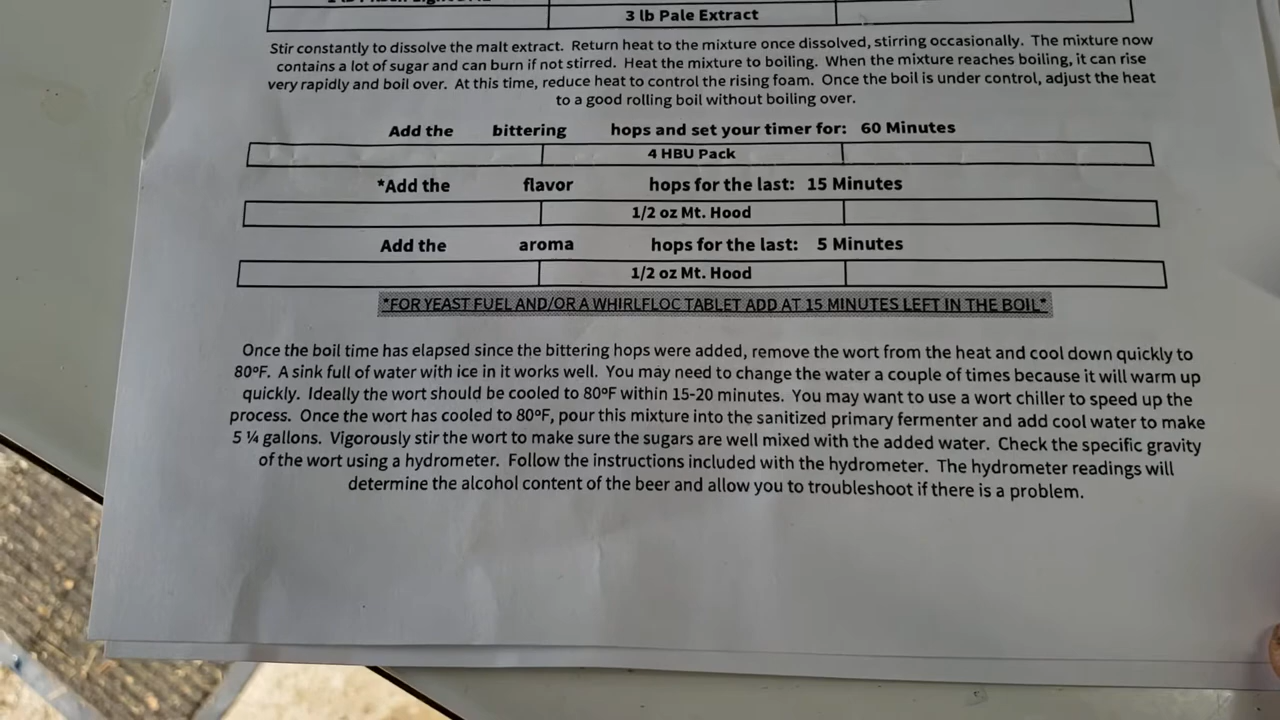 3 lb Pale Extract
Stir constantly to dissolve the malt extract. Return heat to the mixture once dissolved, stirring occasionally. The mixture now
contains a lot of sugar and can burn if not stirred. Heat the mixture to boiling. When the mixture reaches boiling, it can rise
very rapidly and boil over. At this time, reduce heat to control the rising foam. Once the boil is under control, adjust the heat
to a good rolling boil without boiling over.
Add the bittering hops and set your timer for: 60 Minutes
4 HBU Pack
*Add the flavor hops for the last: 15 Minutes
1/2 oz Mt. Hood
Add the aroma hops for the last: 5 Minutes
1/2 oz Mt. Hood
*FOR YEAST FUEL AND/OR A WHIRLFLOC TABLET ADD AT 15 MINUTES LEFT IN THE BOIL*
Once the boil time has elapsed since the bittering hops were added, remove the wort from the heat and cool down quickly to
80ºF. A sink full of water with ice in it works well. You may need to change the water a couple of times because it will warm up
quickly. Ideally the wort should be cooled to 80ºF within 15-20 minutes. You may want to use a wort chiller to speed up the
process. Once the wort has cooled to 80ºF, pour this mixture into the sanitized primary fermenter and add cool water to make
5 ¼ gallons. Vigorously stir the wort to make sure the sugars are well mixed with the added water. Check the specific gravity
of the wort using a hydrometer. Follow the instructions included with the hydrometer. The hydrometer readings will
determine the alcohol content of the beer and allow you to troubleshoot if there is a problem.